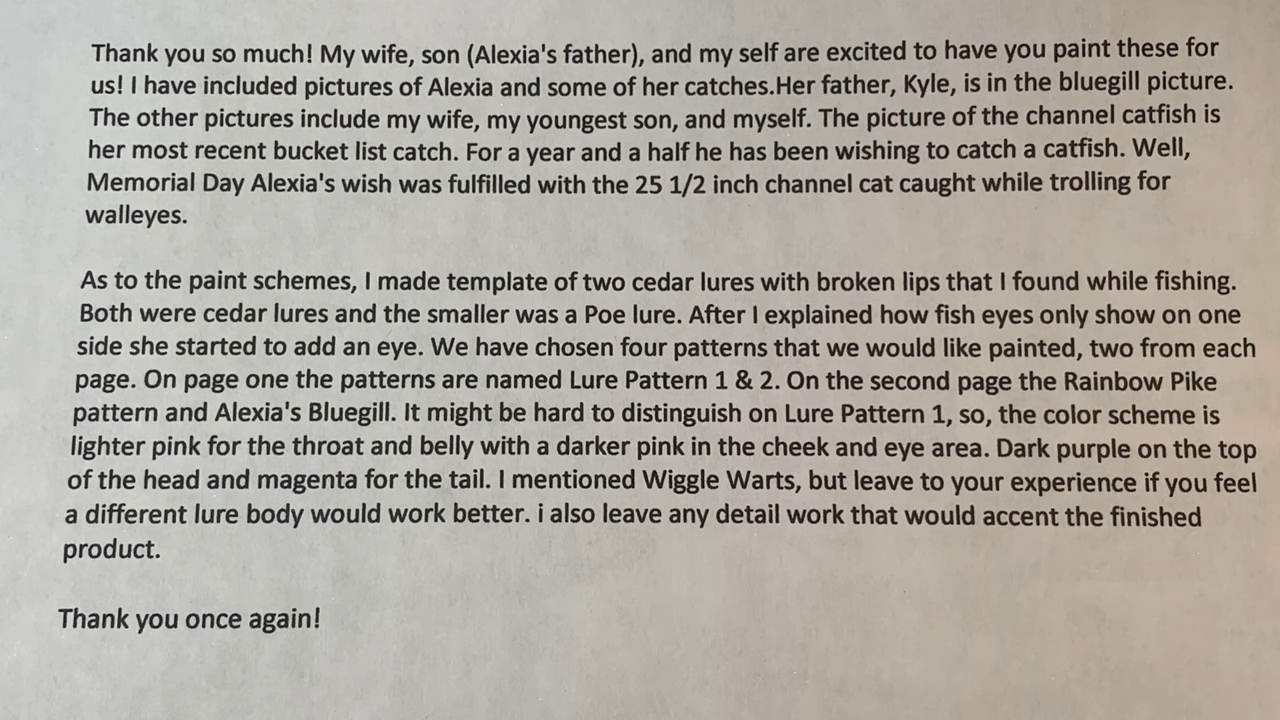 Thank you so much! My wife, son (Alexia's father), and my self are excited to have you paint these for
us! I have included pictures of Alexia and some of her catches.Her father, Kyle, is in the bluegill picture.
The other pictures include my wife, my youngest son, and myself. The picture of the channel catfish is
her most recent bucket list catch. For a year and a half he has been wishing to catch a catfish. Well,
Memorial Day Alexia's wish was fulfilled with the 25 1/2 inch channel cat caught while trolling for
walleyes.
As to the paint schemes, I made template of two cedar lures with broken lips that I found while fishing.
Both were cedar lures and the smaller was a Poe lure. After I explained how fish eyes only show on one
side she started to add an eye. We have chosen four patterns that we would like painted, two from each
page. On page one the patterns are named Lure Pattern 1 & 2. On the second page the Rainbow Pike
pattern and Alexia's Bluegill. It might be hard to distinguish on Lure Pattern 1, so, the color scheme is
lighter pink for the throat and belly with a darker pink in the cheek and eye area. Dark purple on the top
of the head and magenta for the tail. I mentioned Wiggle Warts, but leave to your experience if you feel
a different lure body would work better. i also leave any detail work that would accent the finished
product.
Thank you once again!